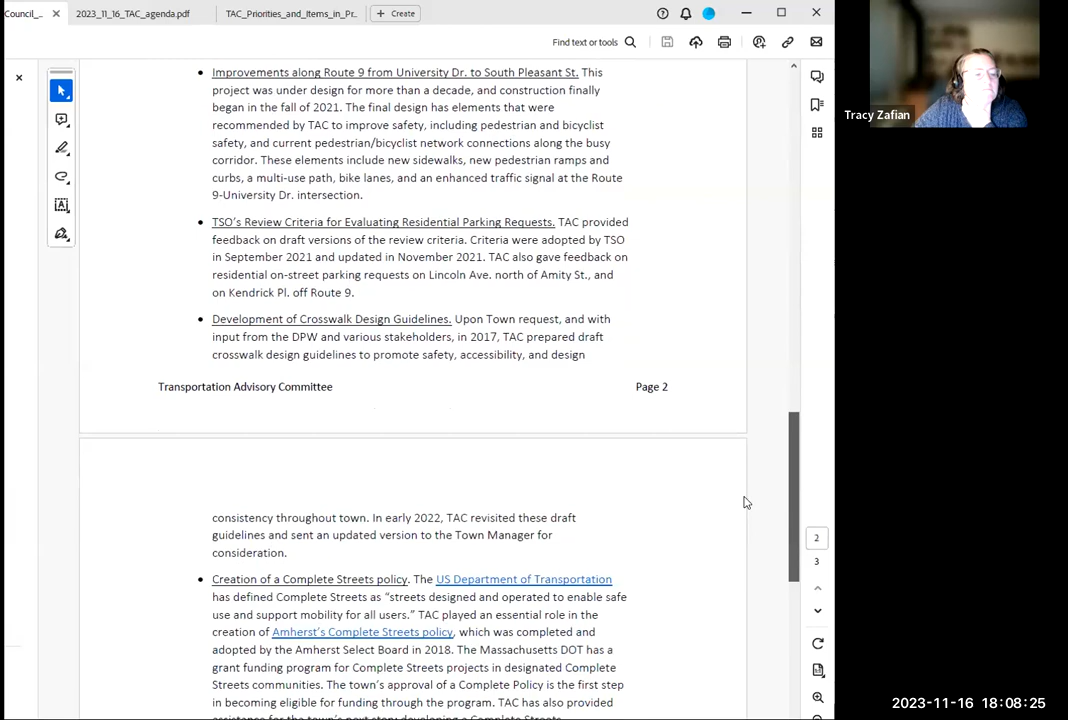 Council_...
2023_11_16_TAC_agenda.pdf
TAC_Priorities_and_Items_in_Pr...
+ Create
Find text or tools
Improvements along Route 9 from University Dr. to South Pleasant St. This
project was under design for more than a decade, and construction finally
began in the fall of 2021. The final design has elements that were
recommended by TAC to improve safety, including pedestrian and bicyclist
safety, and current pedestrian/bicyclist network connections along the busy
corridor. These elements include new sidewalks, new pedestrian ramps and
curbs, a multi-use path, bike lanes, and an enhanced traffic signal at the Route
9-University Dr. intersection.
TSO's Review Criteria for Evaluating Residential Parking Requests. TAC provided
feedback on draft versions of the review criteria. Criteria were adopted by TSO
in September 2021 and updated in November 2021. TAC also gave feedback on
residential on-street parking requests on Lincoln Ave. north of Amity St., and
on Kendrick Pl. off Route 9.
Development of Crosswalk Design Guidelines. Upon Town request, and with
input from the DPW and various stakeholders, in 2017, TAC prepared draft
crosswalk design guidelines to promote safety, accessibility, and design
Transportation Advisory Committee
Page 2
consistency throughout town. In early 2022, TAC revisited these draft
guidelines and sent an updated version to the Town Manager for
consideration.
Creation of a Complete Streets policy. The US Department of Transportation
has defined Complete Streets as “streets designed and operated to enable safe
use and support mobility for all users.” TAC played an essential role in the
creation of Amherst's Complete Streets policy, which was completed and
adopted by the Amherst Select Board in 2018. The Massachusetts DOT has a
grant funding program for Complete Streets projects in designated Complete
Streets communities. The town's approval of a Complete Policy is the first step
in becoming eligible for funding through the program. TAC has also provided
assistance for the town's next step: developing a Complete Streets
2
3
Tracy Zafian
2023-11-16 18:08:25